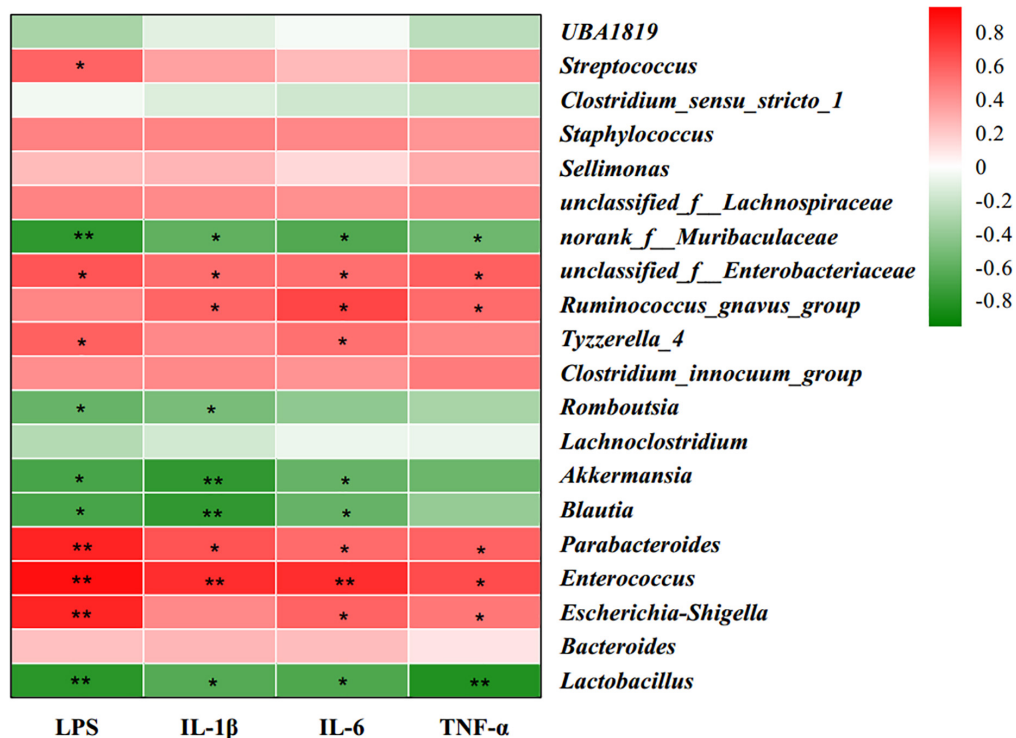 UBA1819
0.8
* Streptococcus
0.6
Clostridium_sensu_stricto_1
0.4
Staphylococcus
0.2
Sellimonas
0
unclassified_f__Lachnospiraceae
-0.2
** * * * norank_f__Muribaculaceae
-0.4
* * * * unclassified_f__Enterobacteriaceae
-0.6
* * * Ruminococcus_gnavus_group
-0.8
* * Tyzzerella_4
Clostridium_innocuum_group
* * Romboutsia
Lachnoclostridium
* ** * Akkermansia
* ** * Blautia
** * * * Parabacteroides
** ** ** * Enterococcus
** * * Escherichia-Shigella
Bacteroides
** * * ** Lactobacillus
LPS IL-1β IL-6 TNF-α